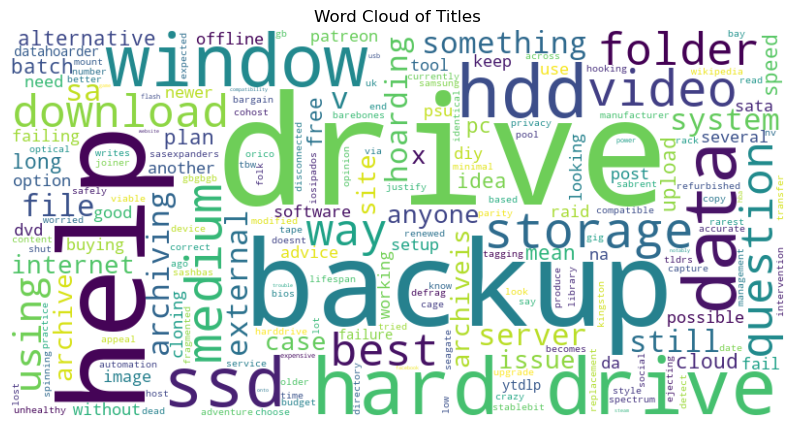 Word Cloud of Titles
alternative
window
offline
patreon
something
folder
batch
datahoarder
mount
number
better
expected
gb
usb
across
currently
samsung
keep
tool
use
hooking
wikipedia
bay
read
speed
need
newer
uk
bargain
cohost
psu
hdd
video
download
sa
drive
hoarding
v
free
end
barebones
identical
pc
privacy
pool
sata
manufacturer
system
failing
plan
optical
writes
joiner
sasexpanders
tbw
orico
folk
iosipados
disconnected
opinion
via
x
diy
minimal
several
rack
nv
long
another
site
idea
looking
post
sabrent
upload
power
option
safely
viable
help
justify
based
refurbished
copy
file
good
software
modified
anyone
raid
compatible
rarest
accurate
data
question
dvd
worried
shut
buying
medium
external
tape
renewed
way
storage
parity
gig
tagging
mean
na
tldrs
capture
management
transfer
intervention
content
internet
archiving
device
correct
doesnt
advice
setup
working
backup
archiveis
produce
library
possible
using
archive
cloning
fragmented
ago
sashbas
lifespan
bios
defrag
cage
know
look
say
kingston
still
appeal
practice
spinning
automation
harddrive
case
lot
failure
tried
best
server
issue
becomes
cloud
date
fail
lost
image
host
service
trouble
older
directory
seagate
upgrade
da
replacement
detect
social
ejecting
unhealthy
without
dead
ssd
expensive
time
budget
hard drive
low
crazy
stablebit
ytdlp
style
spectrum
adventure
choose